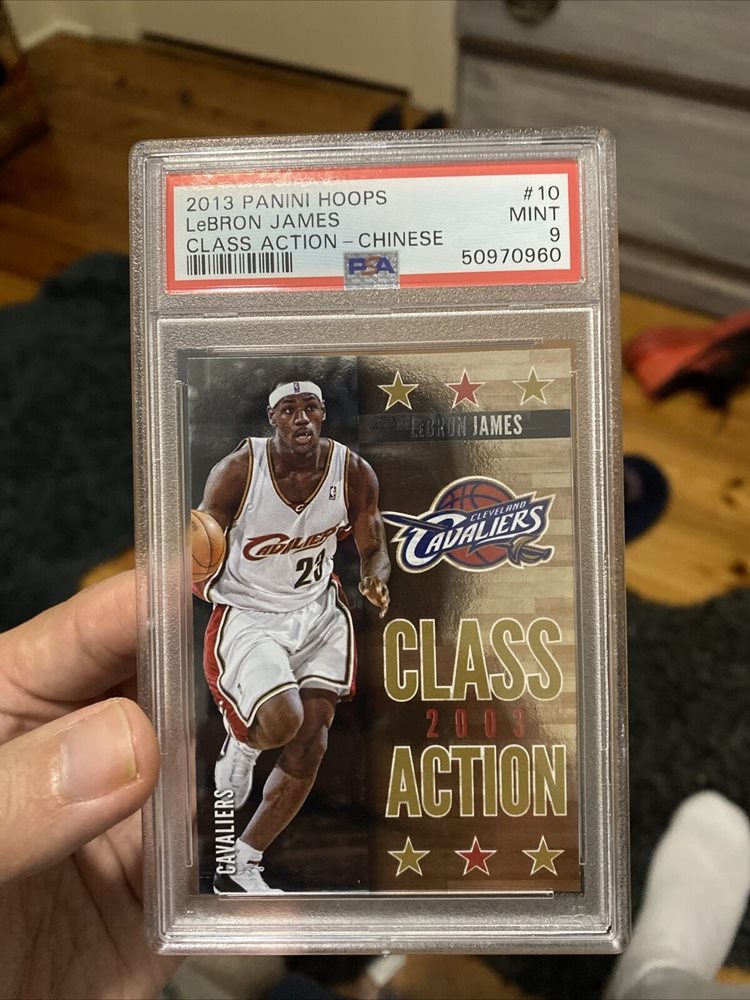 2013 PANINI HOOPS #10
LeBRON JAMES MINT
CLASS ACTION – CHINESE 9
PSA 50970960
LeBRON JAMES
CLEVELAND
CAVALIERS
CAVALIERS
23
CLASS
2003
ACTION
CAVALIERS